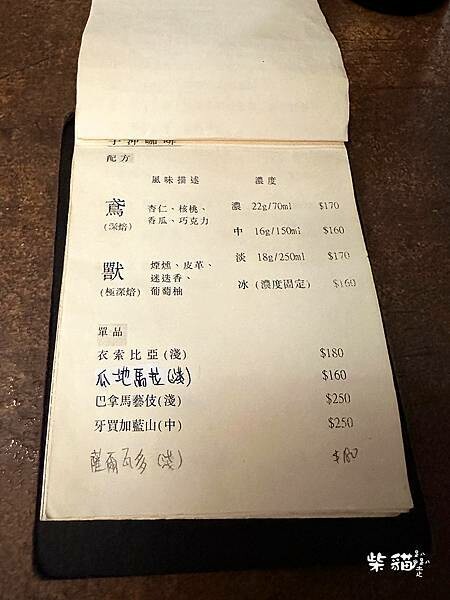 手沖咖啡
配方
風味描述 濃度
鳶 杏仁、核桃、 濃 22g/70ml $170
(深焙) 香瓜、巧克力
中 16g/150ml $160
淡 18g/250ml $170
獸 煙燻、皮革、
迷迭香、 冰 (濃度固定) $160
(極深焙) 葡萄柚
單品
衣索比亞(淺) $180
瓜地馬拉(淺) $160
巴拿馬藝伎(淺) $250
牙買加藍山(中) $250
薩爾瓦多(淺) $180
柴貓